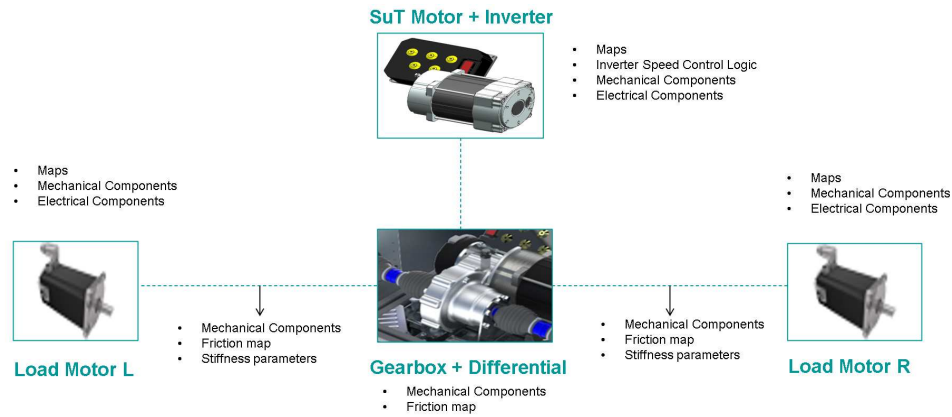 SuT Motor + Inverter
• Maps
• Inverter Speed Control Logic
• Mechanical Components
• Electrical Components
• Maps
• Mechanical Components
• Electrical Components
• Maps
• Mechanical Components
• Electrical Components
• Mechanical Components
• Friction map
• Stiffness parameters
• Mechanical Components
• Friction map
• Stiffness parameters
Load Motor L
Gearbox + Differential
Load Motor R
• Mechanical Components
• Friction map